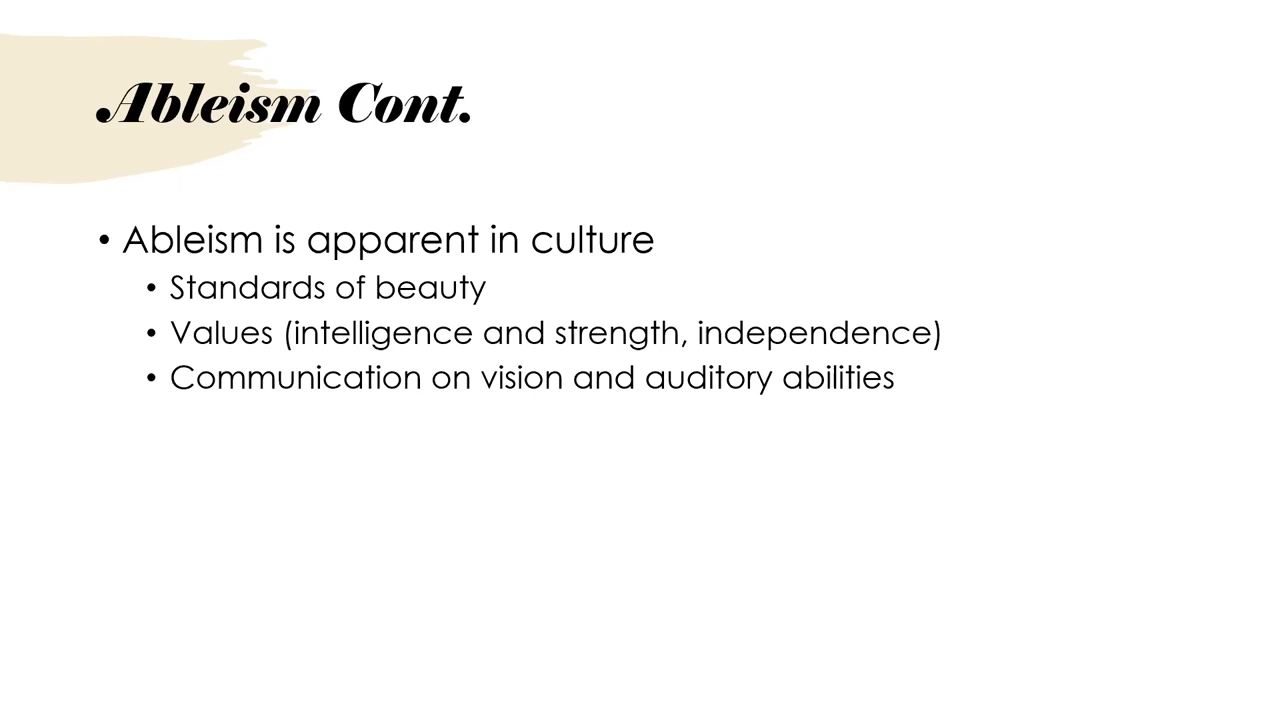 Ableism Cont.
• Ableism is apparent in culture
• Standards of beauty
• Values (intelligence and strength, independence)
• Communication on vision and auditory abilities